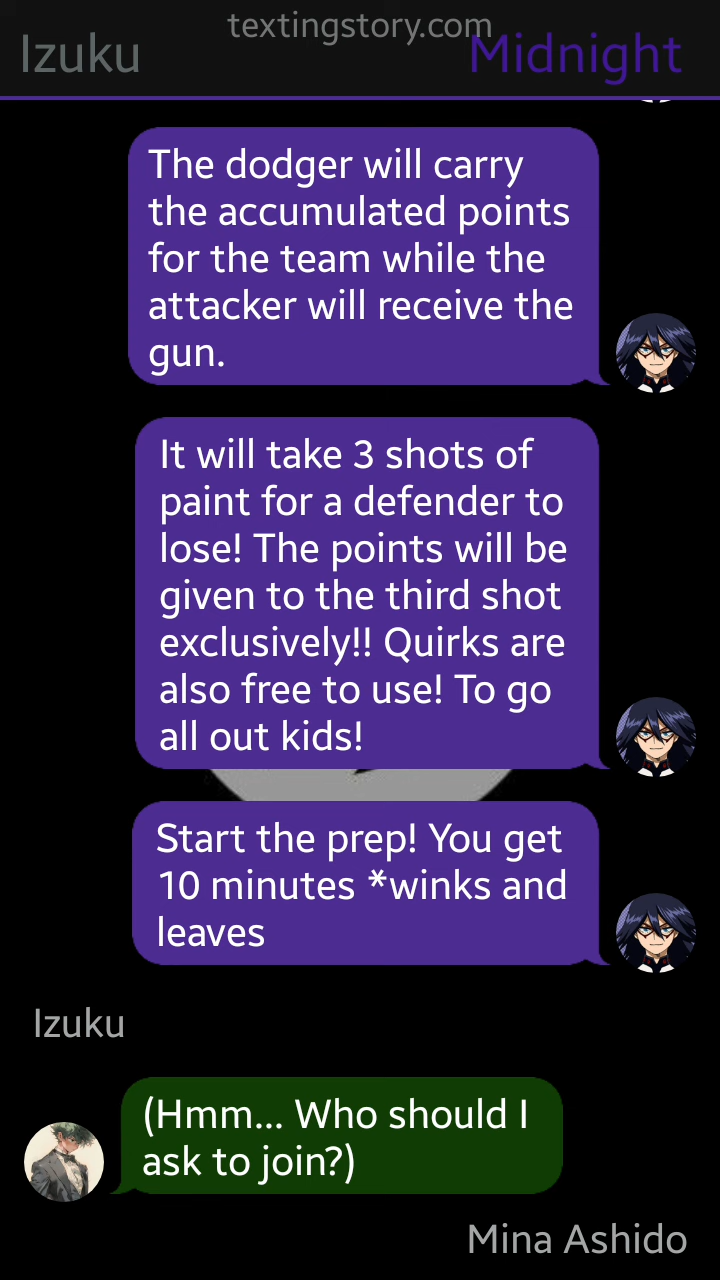 textingstory.com
Izuku
Midnight
The dodger will carry
the accumulated points
for the team while the
attacker will receive the
gun.
It will take 3 shots of
paint for a defender to
lose! The points will be
given to the third shot
exclusively!! Quirks are
also free to use! To go
all out kids!
Start the prep! You get
10 minutes *winks and
leaves
Izuku
(Hmm... Who should I
ask to join?)
Mina Ashido